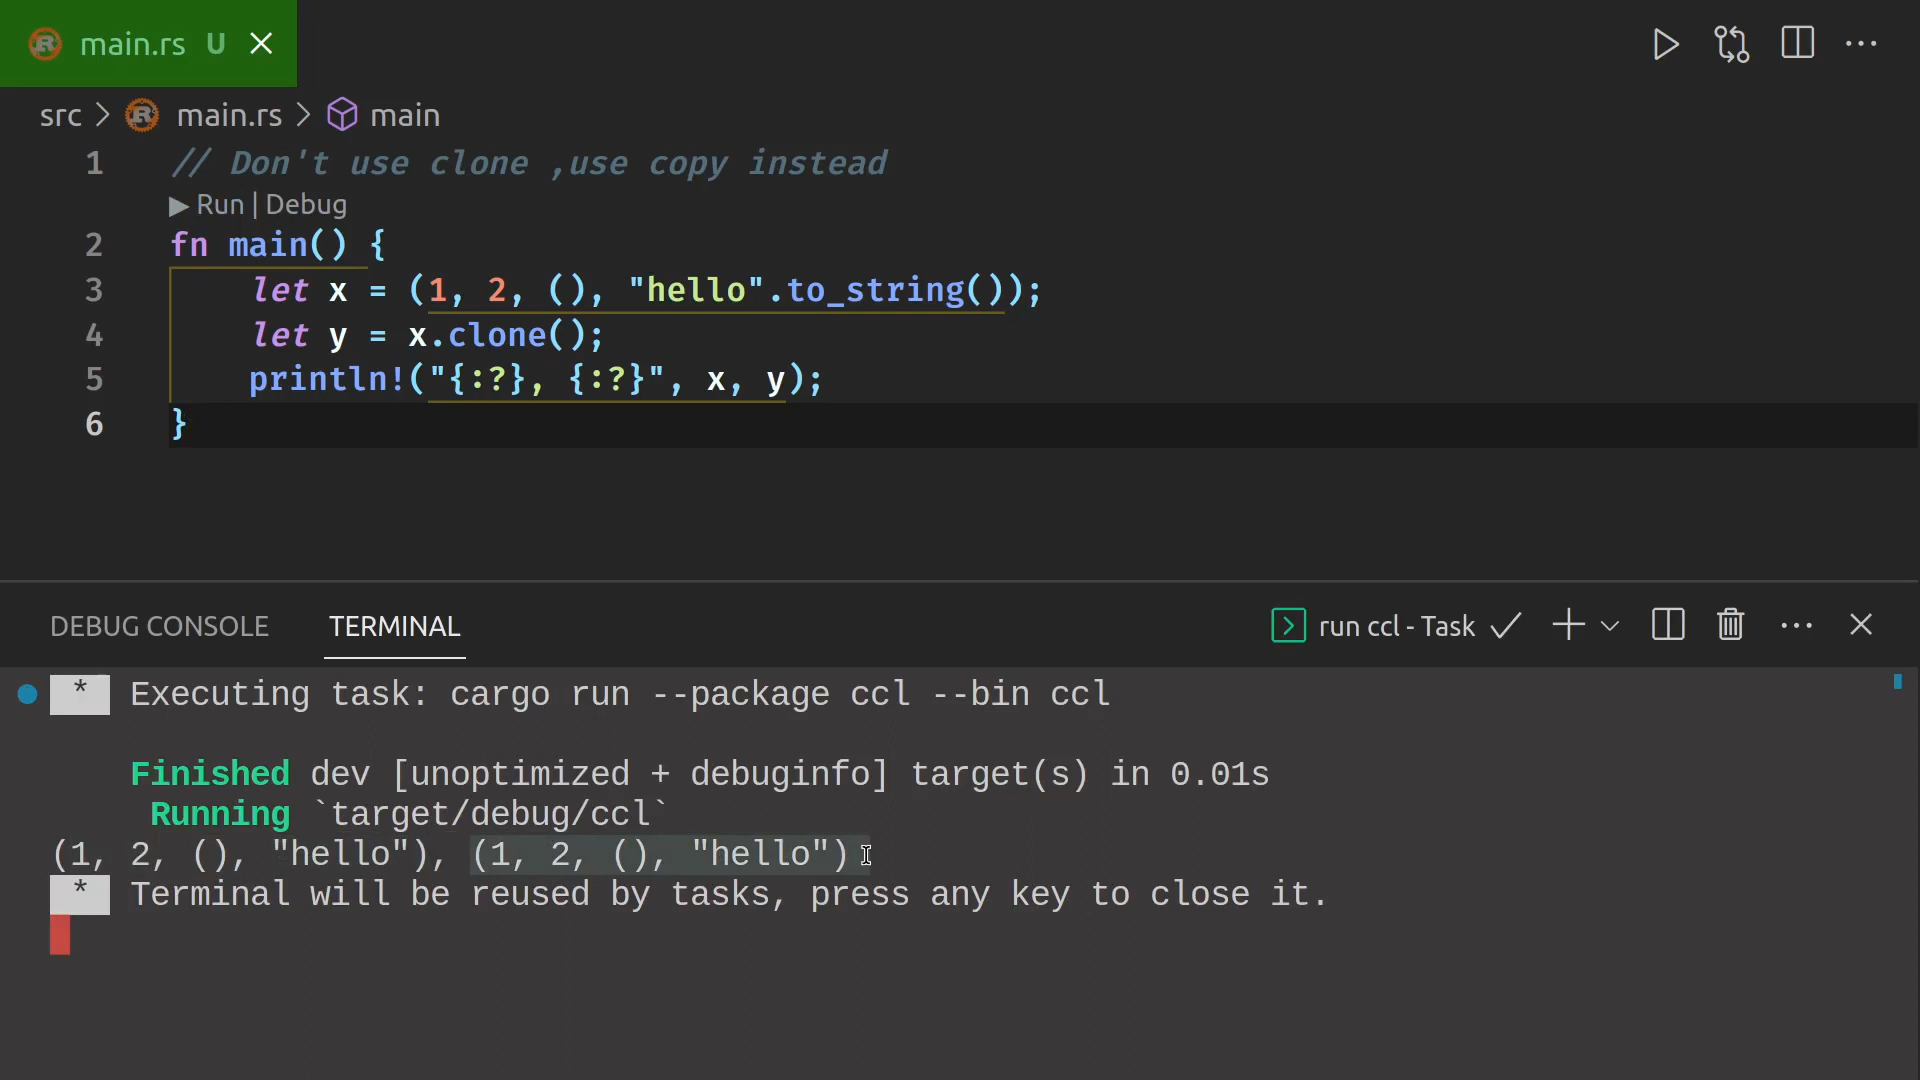 main.rs U
src > main.rs > main
1 // Don't use clone ,use copy instead
Run | Debug
2 fn main() {
3     let x = (1, 2, (), "hello".to_string());
4     let y = x.clone();
5     println!("{:?}, {:?}", x, y);
6 }
DEBUG CONSOLE TERMINAL run ccl - Task
* Executing task: cargo run --package ccl --bin ccl
Finished dev [unoptimized + debuginfo] target(s) in 0.01s
Running `target/debug/ccl`
(1, 2, (), "hello"), (1, 2, (), "hello")
* Terminal will be reused by tasks, press any key to close it.